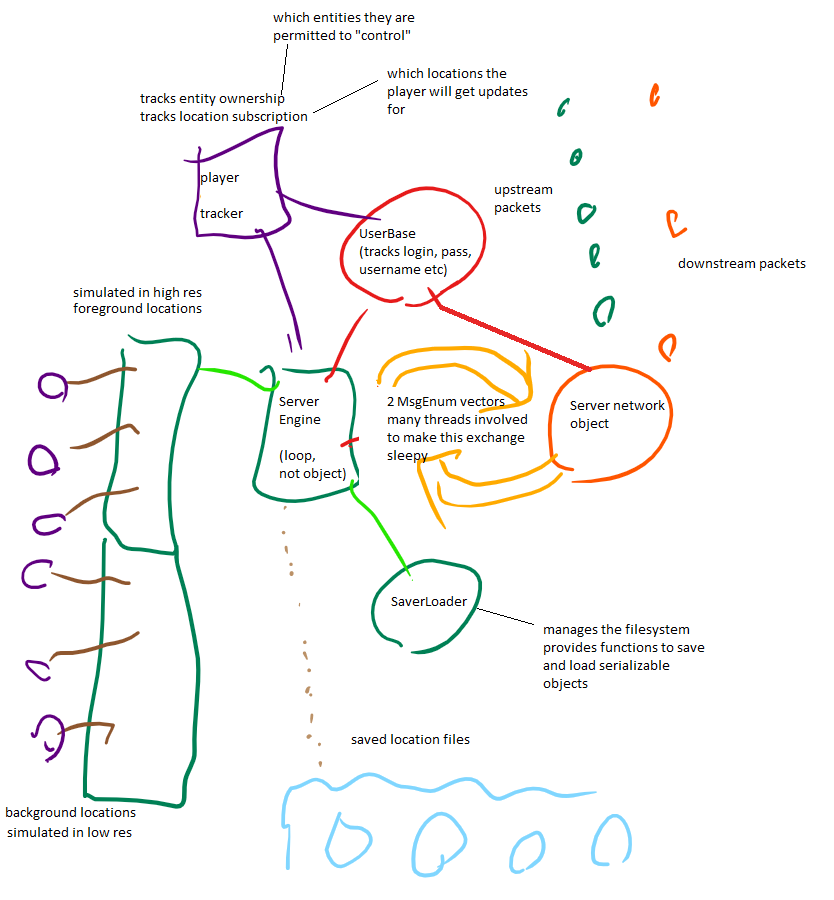 which entities they are
permitted to "control"
which locations the
player will get updates
for
tracks entity ownership
tracks location subscription
player
tracker
upstream
packets
UserBase
(tracks login, pass,
username etc)
downstream packets
simulated in high res
foreground locations
Server
Engine
(loop,
not object)
2 MsgEnum vectors
many threads involved
to make this exchange
sleepy
Server network
object
SaverLoader
manages the filesystem
provides functions to save
and load serializable
objects
saved location files
background locations
simulated in low res